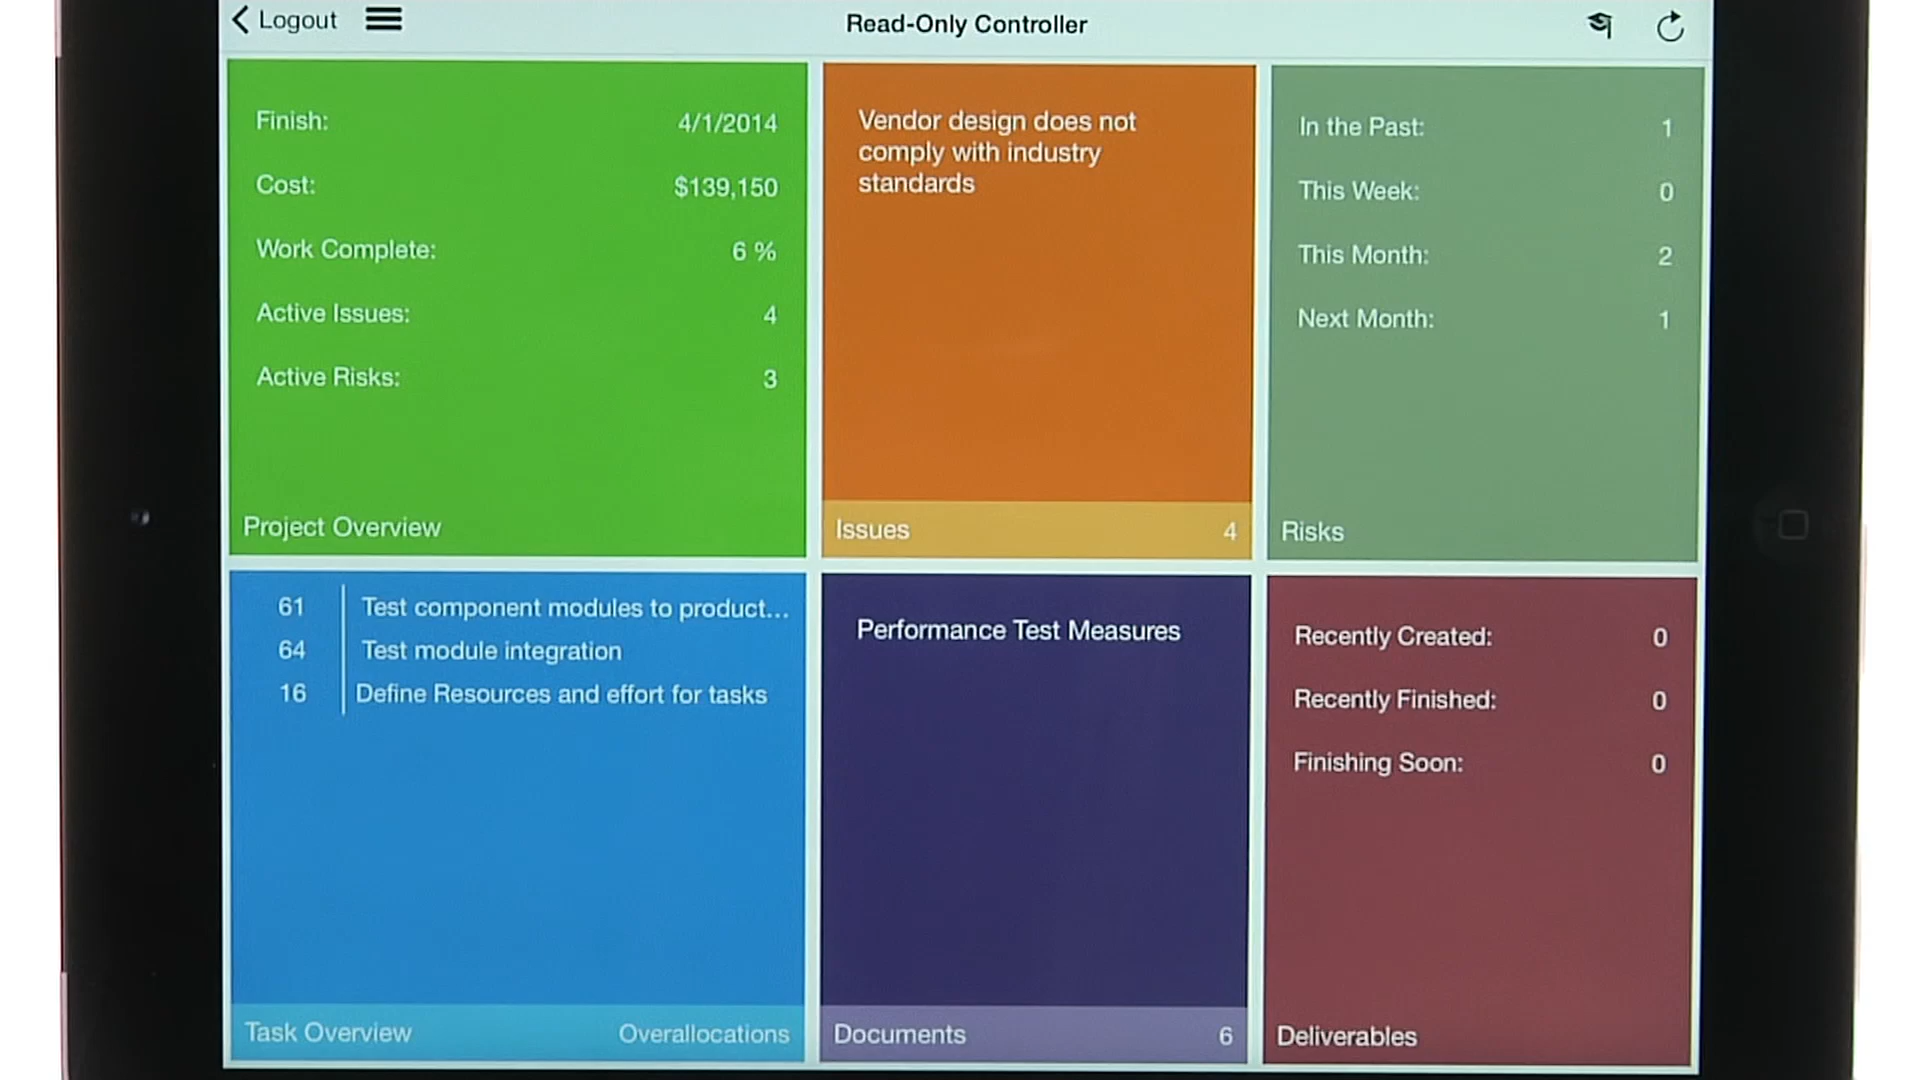 Logout
Read-Only Controller
Finish: 4/1/2014
Cost: $139,150
Work Complete: 6 %
Active Issues: 4
Active Risks: 3
Project Overview
Vendor design does not
comply with industry
standards
Issues 4
In the Past: 1
This Week: 0
This Month: 2
Next Month: 1
Risks
61 Test component modules to product...
64 Test module integration
16 Define Resources and effort for tasks
Task Overview Overallocations
Performance Test Measures
Documents 6
Recently Created: 0
Recently Finished: 0
Finishing Soon: 0
Deliverables